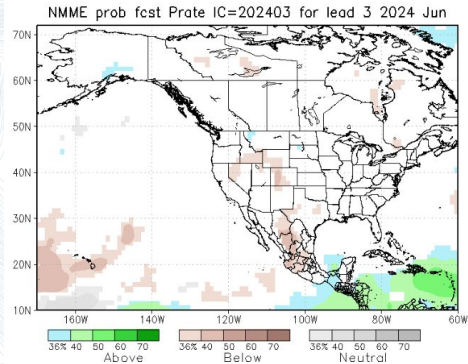 NMME prob fcst Prate IC=202403 for lead 3 2024 Jun
70N
60N
50N
40N
30N
20N
10N
160W 140W 120W 100W 80W 60W
36% 40 50 60 70 36% 40 50 60 70 36% 40 50 60 70
Above Below Neutral